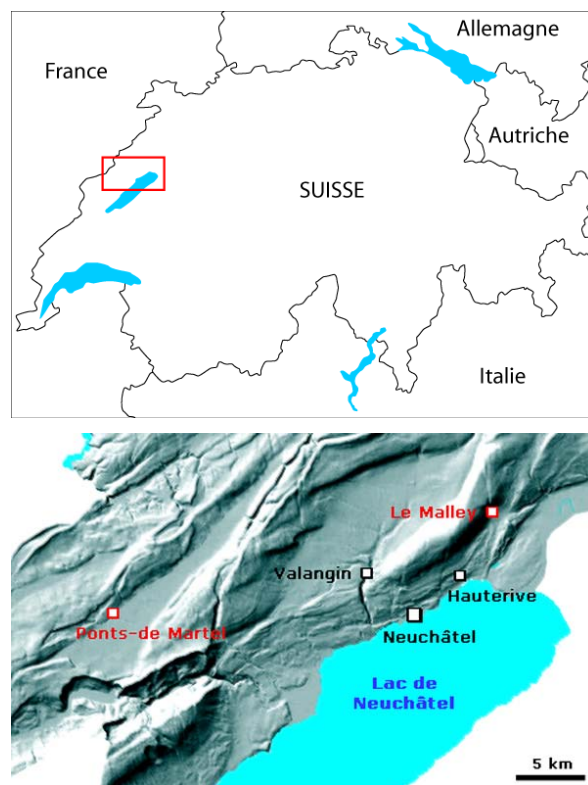 Allemagne
France
Autriche
SUISSE
Italie
Le Malley
Valangin
Hauterive
Ponts-de Martel
Neuchâtel
Lac de
Neuchâtel
5 km